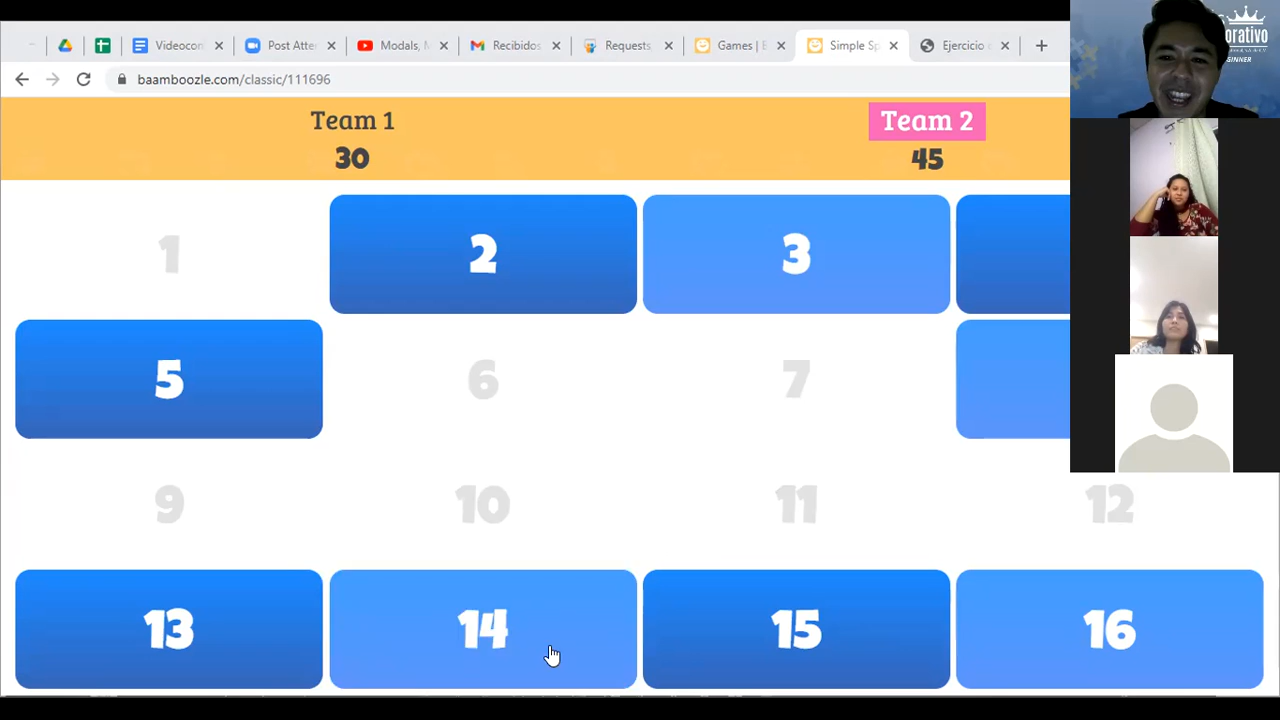 Videocon
Post Atte
Modals, M
Recibidos
Requests,
Games | B
Simple Sp
Ejercicio
baamboozle.com/classic/111696
orativo
GINNER
Team 1
Team 2
30
45
1
2
3
5
6
7
9
10
11
12
13
14
15
16